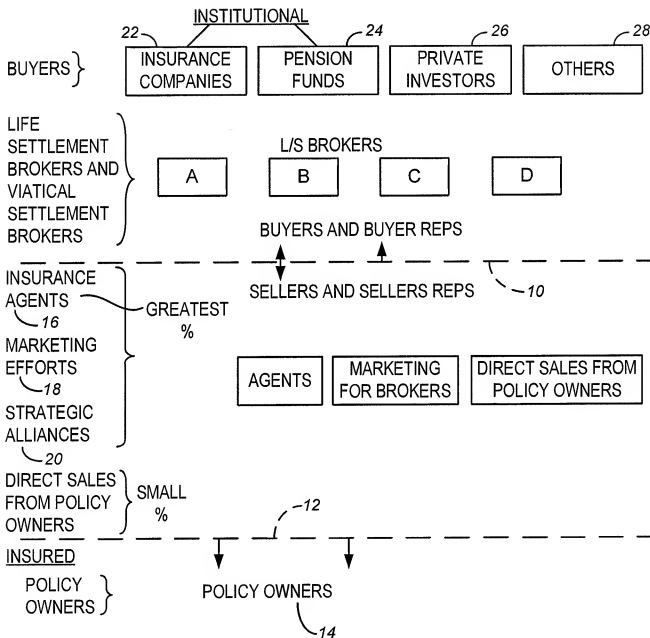 INSTITUTIONAL
22
24
26
28
BUYERS
INSURANCE
COMPANIES
PENSION
FUNDS
PRIVATE
INVESTORS
OTHERS
LIFE
SETTLEMENT
BROKERS AND
VIATICAL
SETTLEMENT
BROKERS
L/S BROKERS
A
B
C
D
BUYERS AND BUYER REPS
10
SELLERS AND SELLERS REPS
INSURANCE
AGENTS
16
GREATEST
%
MARKETING
EFFORTS
18
STRATEGIC
ALLIANCES
20
AGENTS
MARKETING
FOR BROKERS
DIRECT SALES FROM
POLICY OWNERS
DIRECT SALES
FROM POLICY
OWNERS
SMALL
%
12
INSURED
POLICY
OWNERS
POLICY OWNERS
14